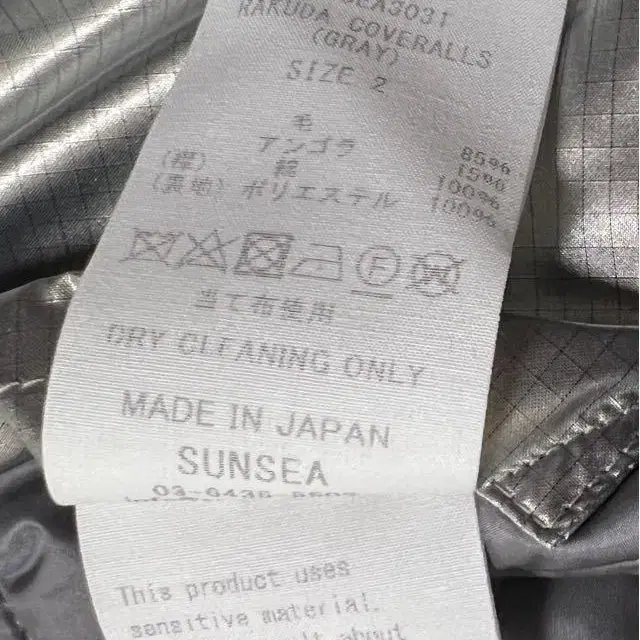 RAKUDA COVERALLS
(GRAY)
SIZE 2
毛 85%
アンゴラ 15%
(襟) 綿 100%
(裏地) ポリエステル 100%
F
当て布使用
DRY CLEANING ONLY
MADE IN JAPAN
SUNSEA
This product uses
sensitive material.
about